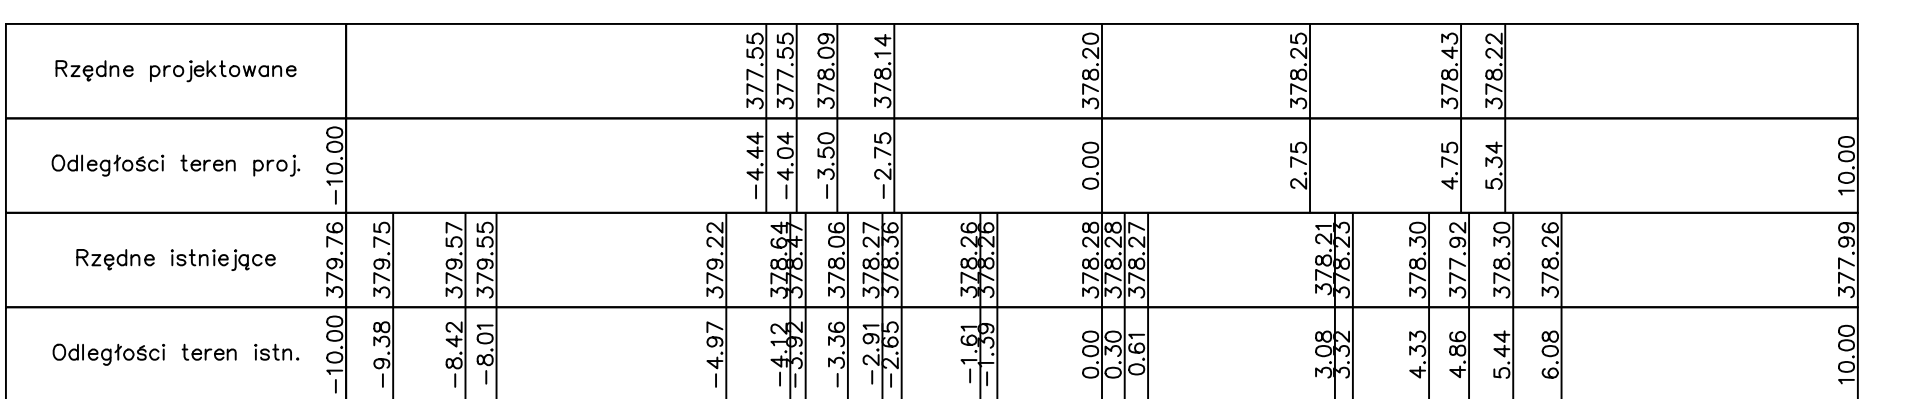 Rzędne projektowane 377.55 377.55 378.09 378.14 378.20 378.25 378.43 378.22
Odległości teren proj. −10.00 −4.44 −4.04 −3.50 −2.75 0.00 2.75 4.75 5.34 10.00
Rzędne istniejące 379.76 379.75 379.57 379.55 379.22 378.64 378.47 378.06 378.27 378.36 378.26 378.26 378.28 378.28 378.27 378.21 378.23 378.30 377.92 378.30 378.26 377.99
Odległości teren istn. −10.00 −9.38 −8.42 −8.01 −4.97 −4.12 −3.92 −3.36 −2.91 −2.65 −1.61 −1.39 0.00 0.30 0.61 3.08 3.32 4.33 4.86 5.44 6.08 10.00